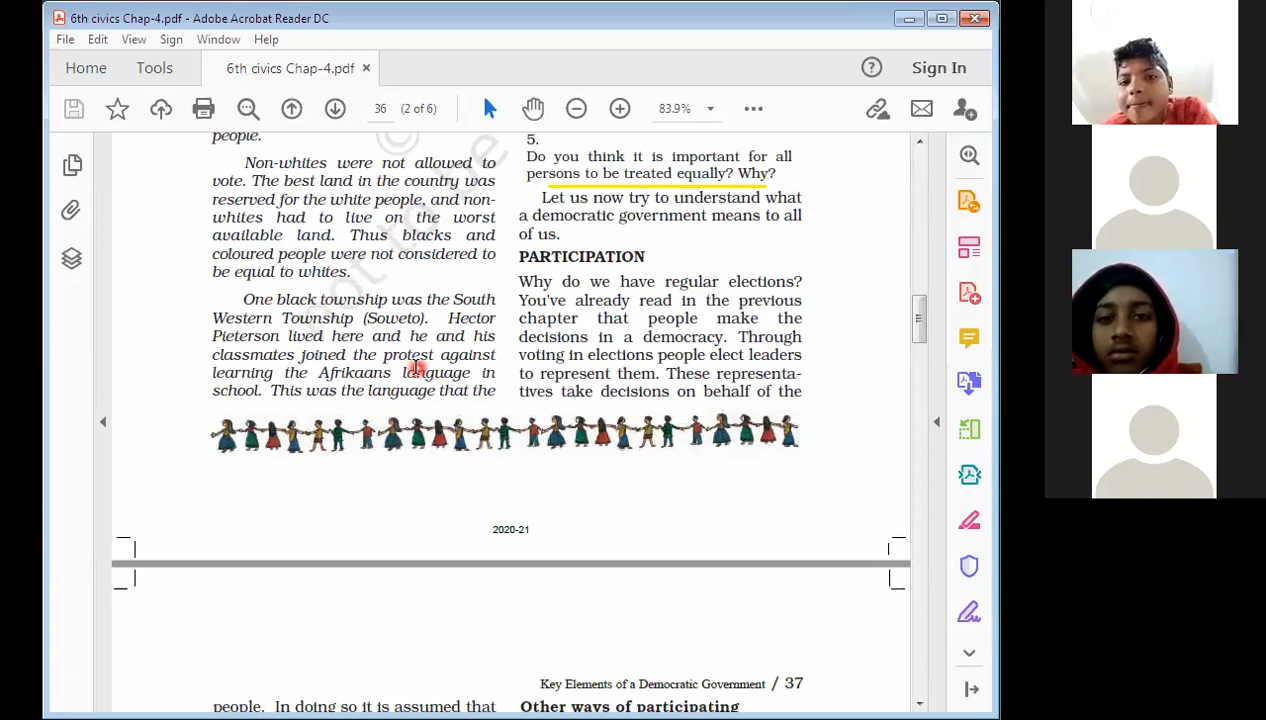 6th civics Chap-4.pdf - Adobe Acrobat Reader DC
File Edit View Sign Window Help
Home Tools 6th civics Chap-4.pdf × Sign In
36 (2 of 6) 83.9%
people.
Non-whites were not allowed to
vote. The best land in the country was
reserved for the white people, and non-
whites had to live on the worst
available land. Thus blacks and
coloured people were not considered to
be equal to whites.
One black township was the South
Western Township (Soweto). Hector
Pieterson lived here and he and his
classmates joined the protest against
learning the Afrikaans language in
school. This was the language that the
5.
Do you think it is important for all
persons to be treated equally? Why?
Let us now try to understand what
a democratic government means to all
of us.
PARTICIPATION
Why do we have regular elections?
You've already read in the previous
chapter that people make the
decisions in a democracy. Through
voting in elections people elect leaders
to represent them. These representa-
tives take decisions on behalf of the
© not to be
2020-21
Key Elements of a Democratic Government / 37
people. In doing so it is assumed that
Other ways of participating